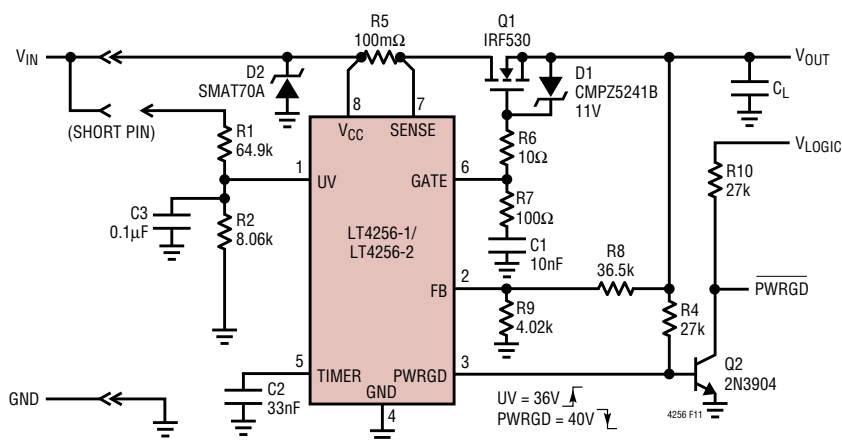 R5
100mΩ
Q1
IRF530
VIN
VOUT
D2
SMAT70A
D1
CMPZ5241B
11V
CL
8
7
(SHORT PIN)
VCC
SENSE
VLOGIC
R1
64.9k
R6
10Ω
R10
27k
1
UV
GATE
6
R7
100Ω
C3
0.1µF
R2
8.06k
LT4256-1/
LT4256-2
C1
10nF
R8
36.5k
FB
2
PWRGD
R9
4.02k
R4
27k
5
TIMER
PWRGD
3
Q2
2N3904
C2
33nF
GND
4
GND
UV = 36V
PWRGD = 40V
4256 F11